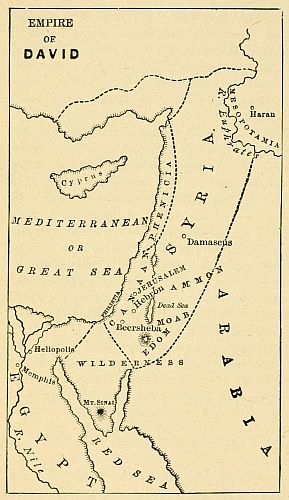 EMPIRE
OF
DAVID
MESOPOTAMIA
Haran
R. Euphrates
Cyprus
PHENICIA
SYRIA
MEDITERRANEAN
OR
GREAT SEA
Damascus
CANAAN
JERUSALEM
Hebron
AMMON
PHILISTIA
Dead Sea
MOAB
Beersheba
EDOM
ARABIA
Heliopolis
WILDERNESS
Memphis
MT. SINAI
EGYPT
R. Nile
RED SEA